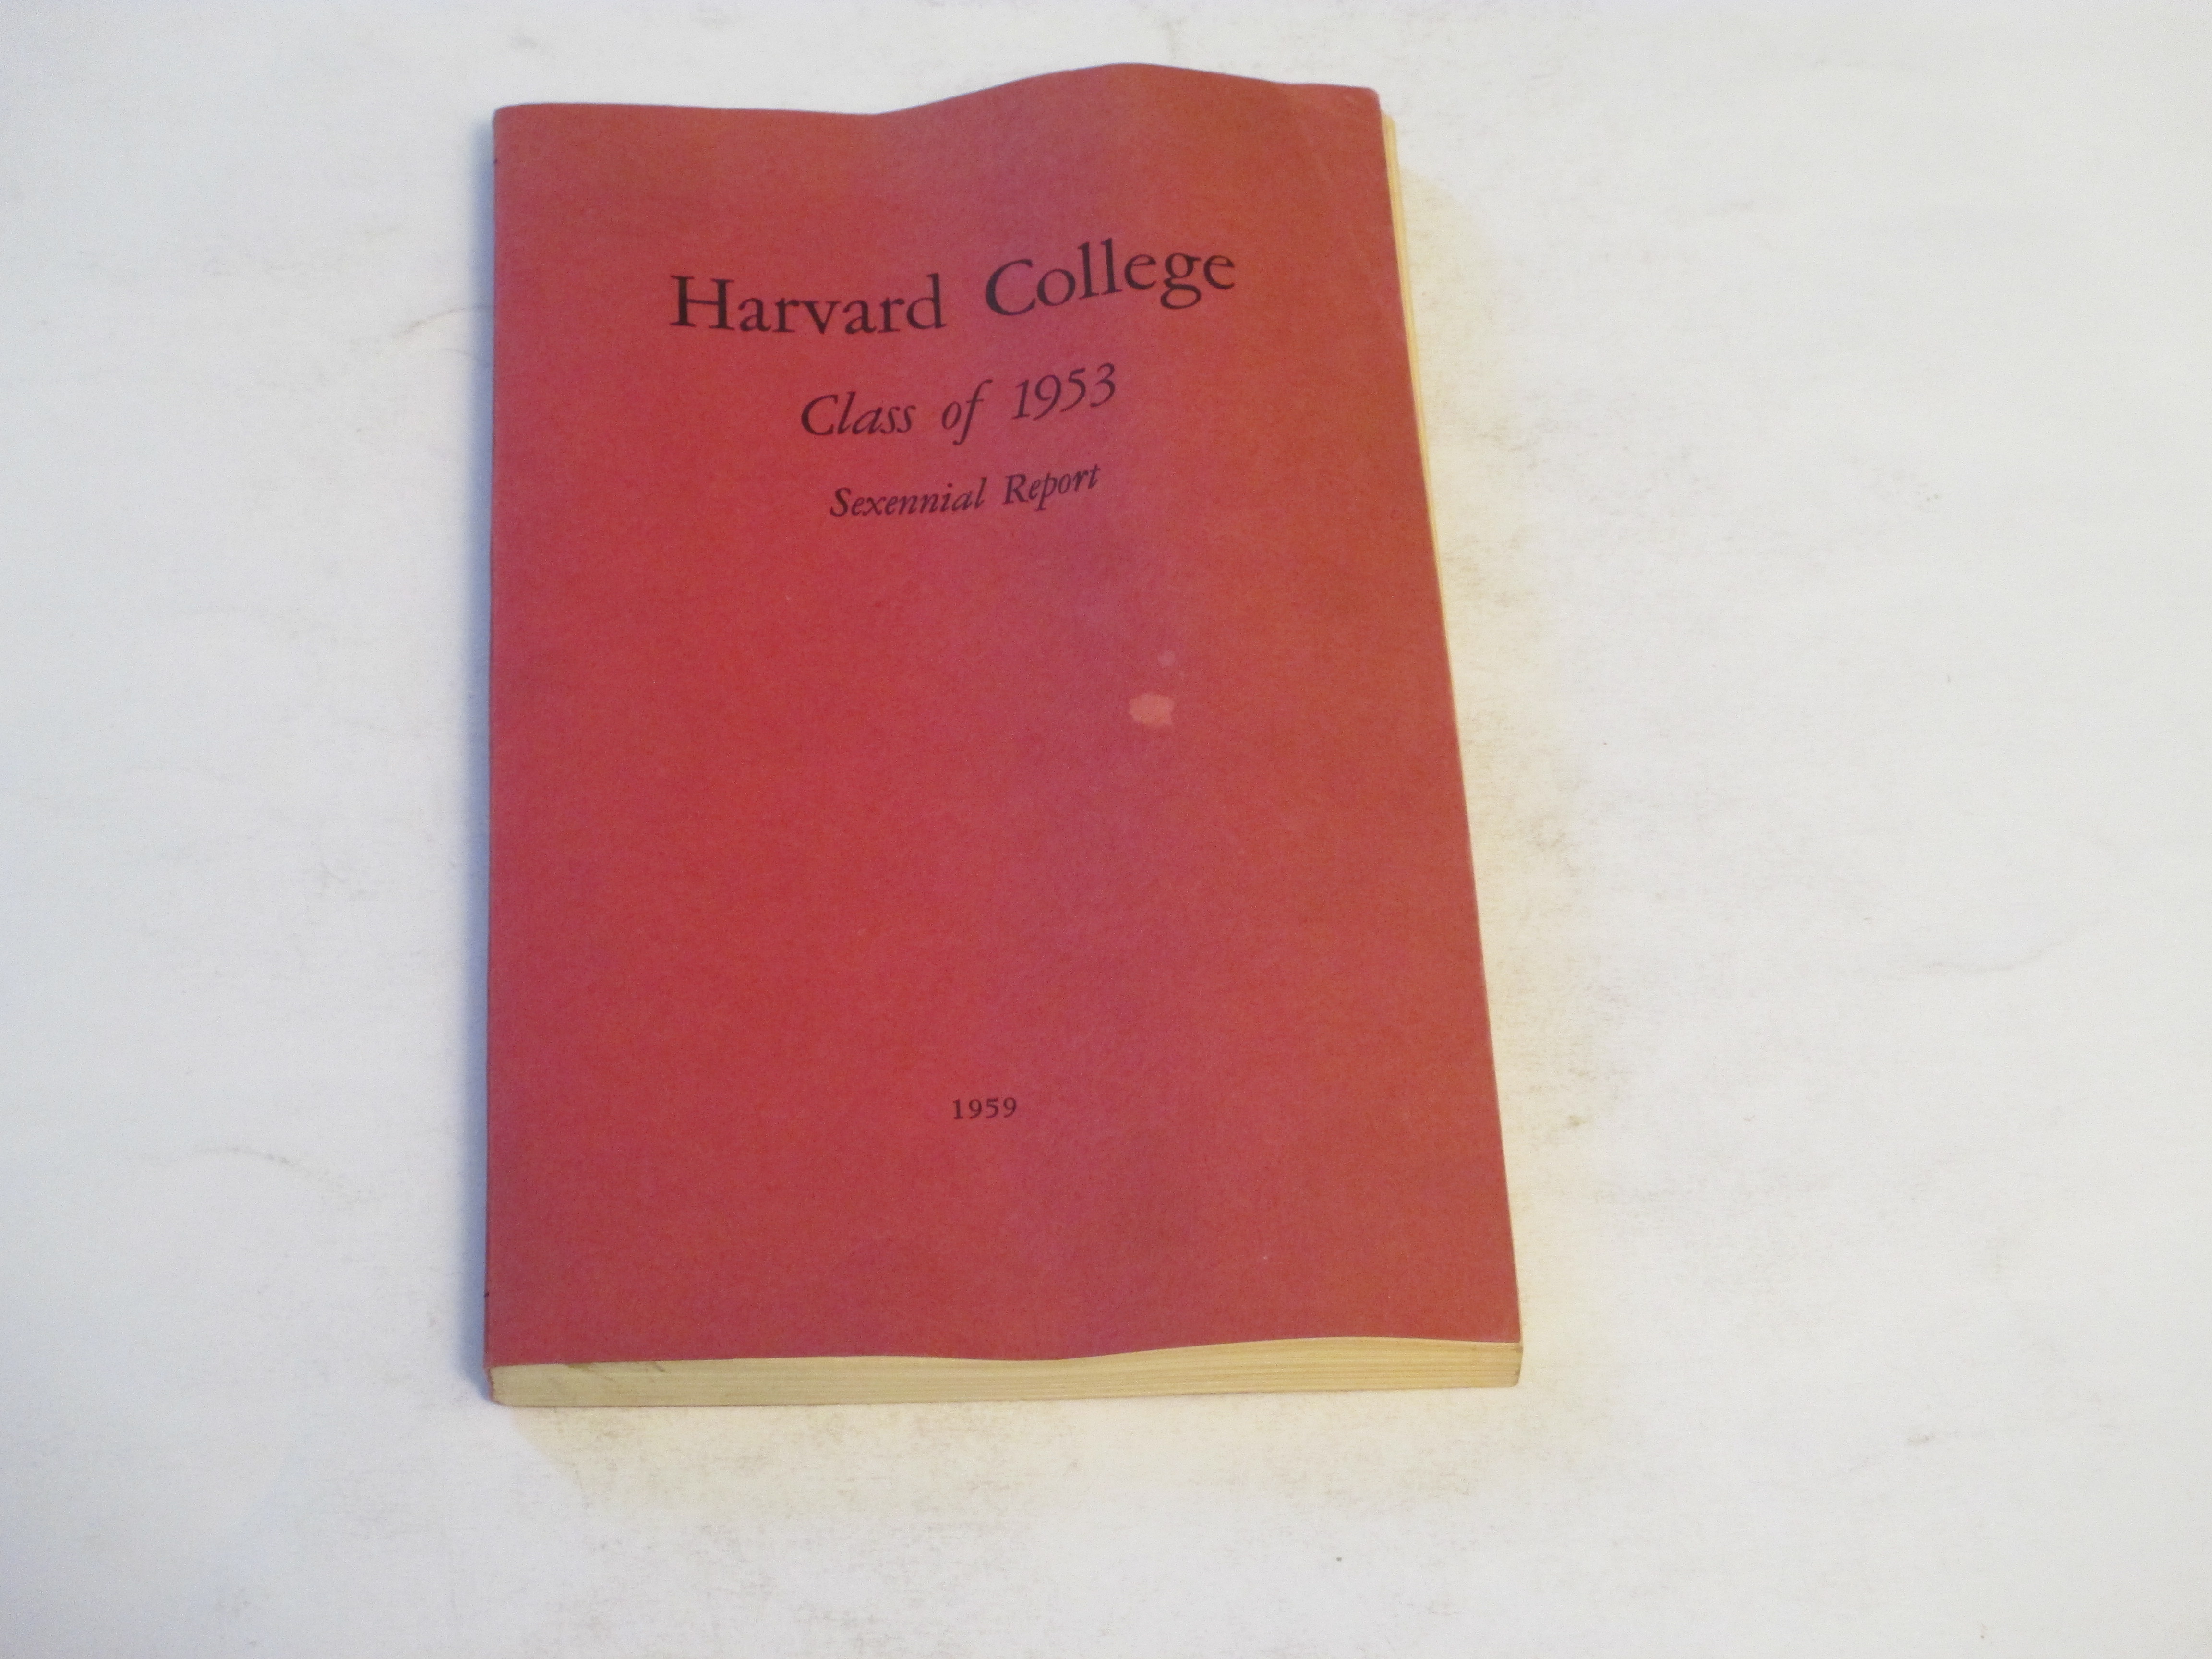 Harvard College
Class of 1953
Sexennial Report
1959